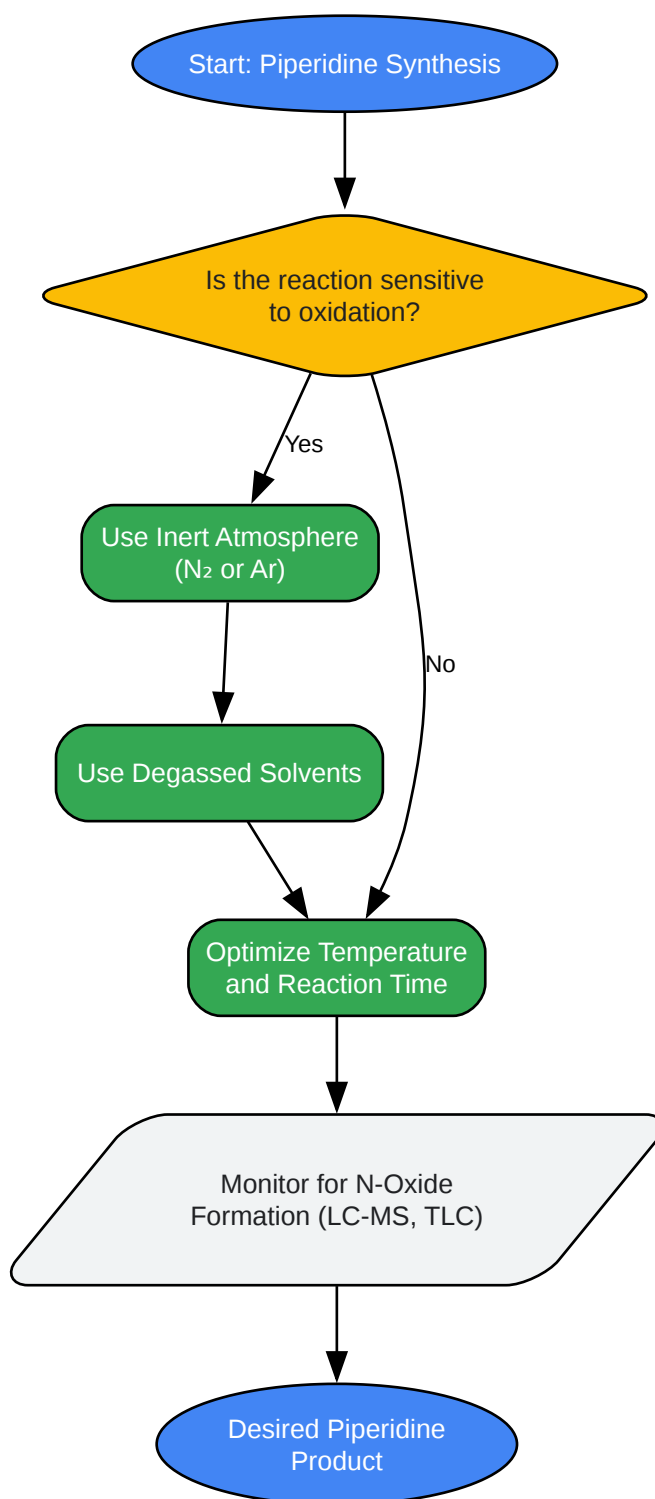 Start: Piperidine Synthesis
Is the reaction sensitive
to oxidation?
Yes
Use Inert Atmosphere
(N₂ or Ar)
No
Use Degassed Solvents
Optimize Temperature
and Reaction Time
Monitor for N-Oxide
Formation (LC-MS, TLC)
Desired Piperidine
Product